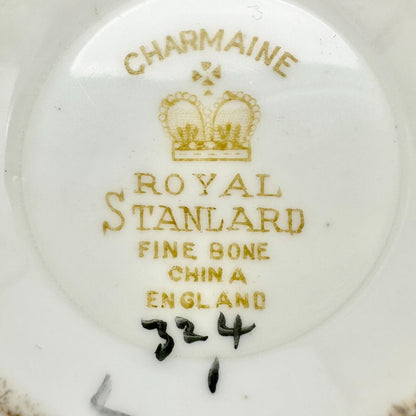 CHARMAINE
ROYAL
STANLARD
FINE BONE
CHINA
ENGLAND
324
1